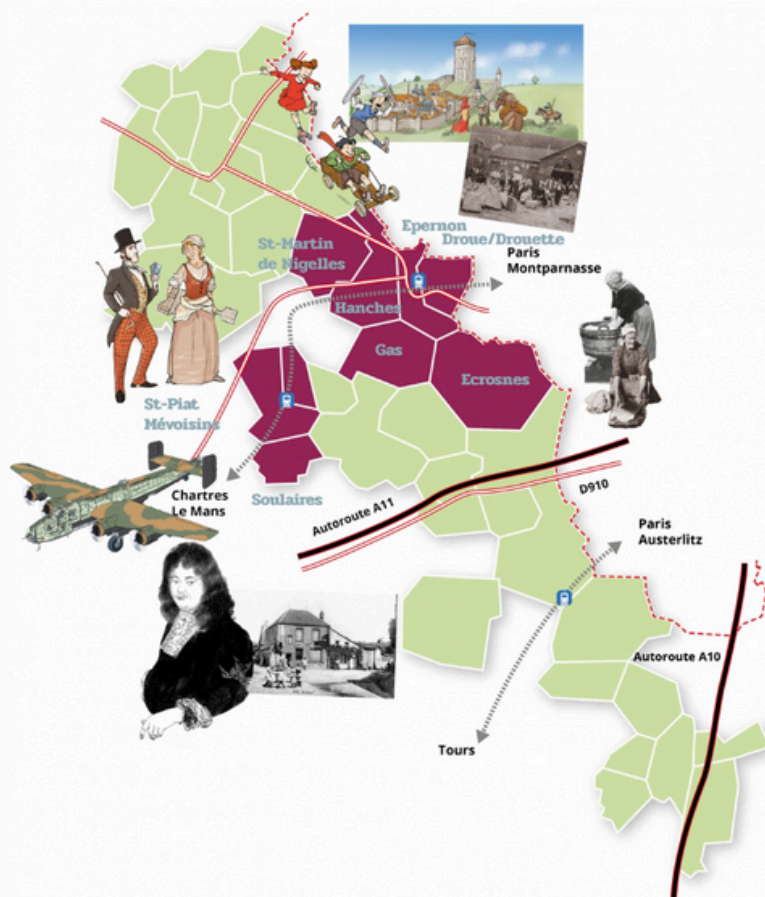 Epernon
Droue/Drouette
Paris
Montparnasse
St-Martin
de Nigelles
Hanches
Gas
Ecrosnes
St-Piat
Mévoisins
Chartres
Le Mans
Soulaires
Autoroute A11
D910
Paris
Austerlitz
Autoroute A10
Tours